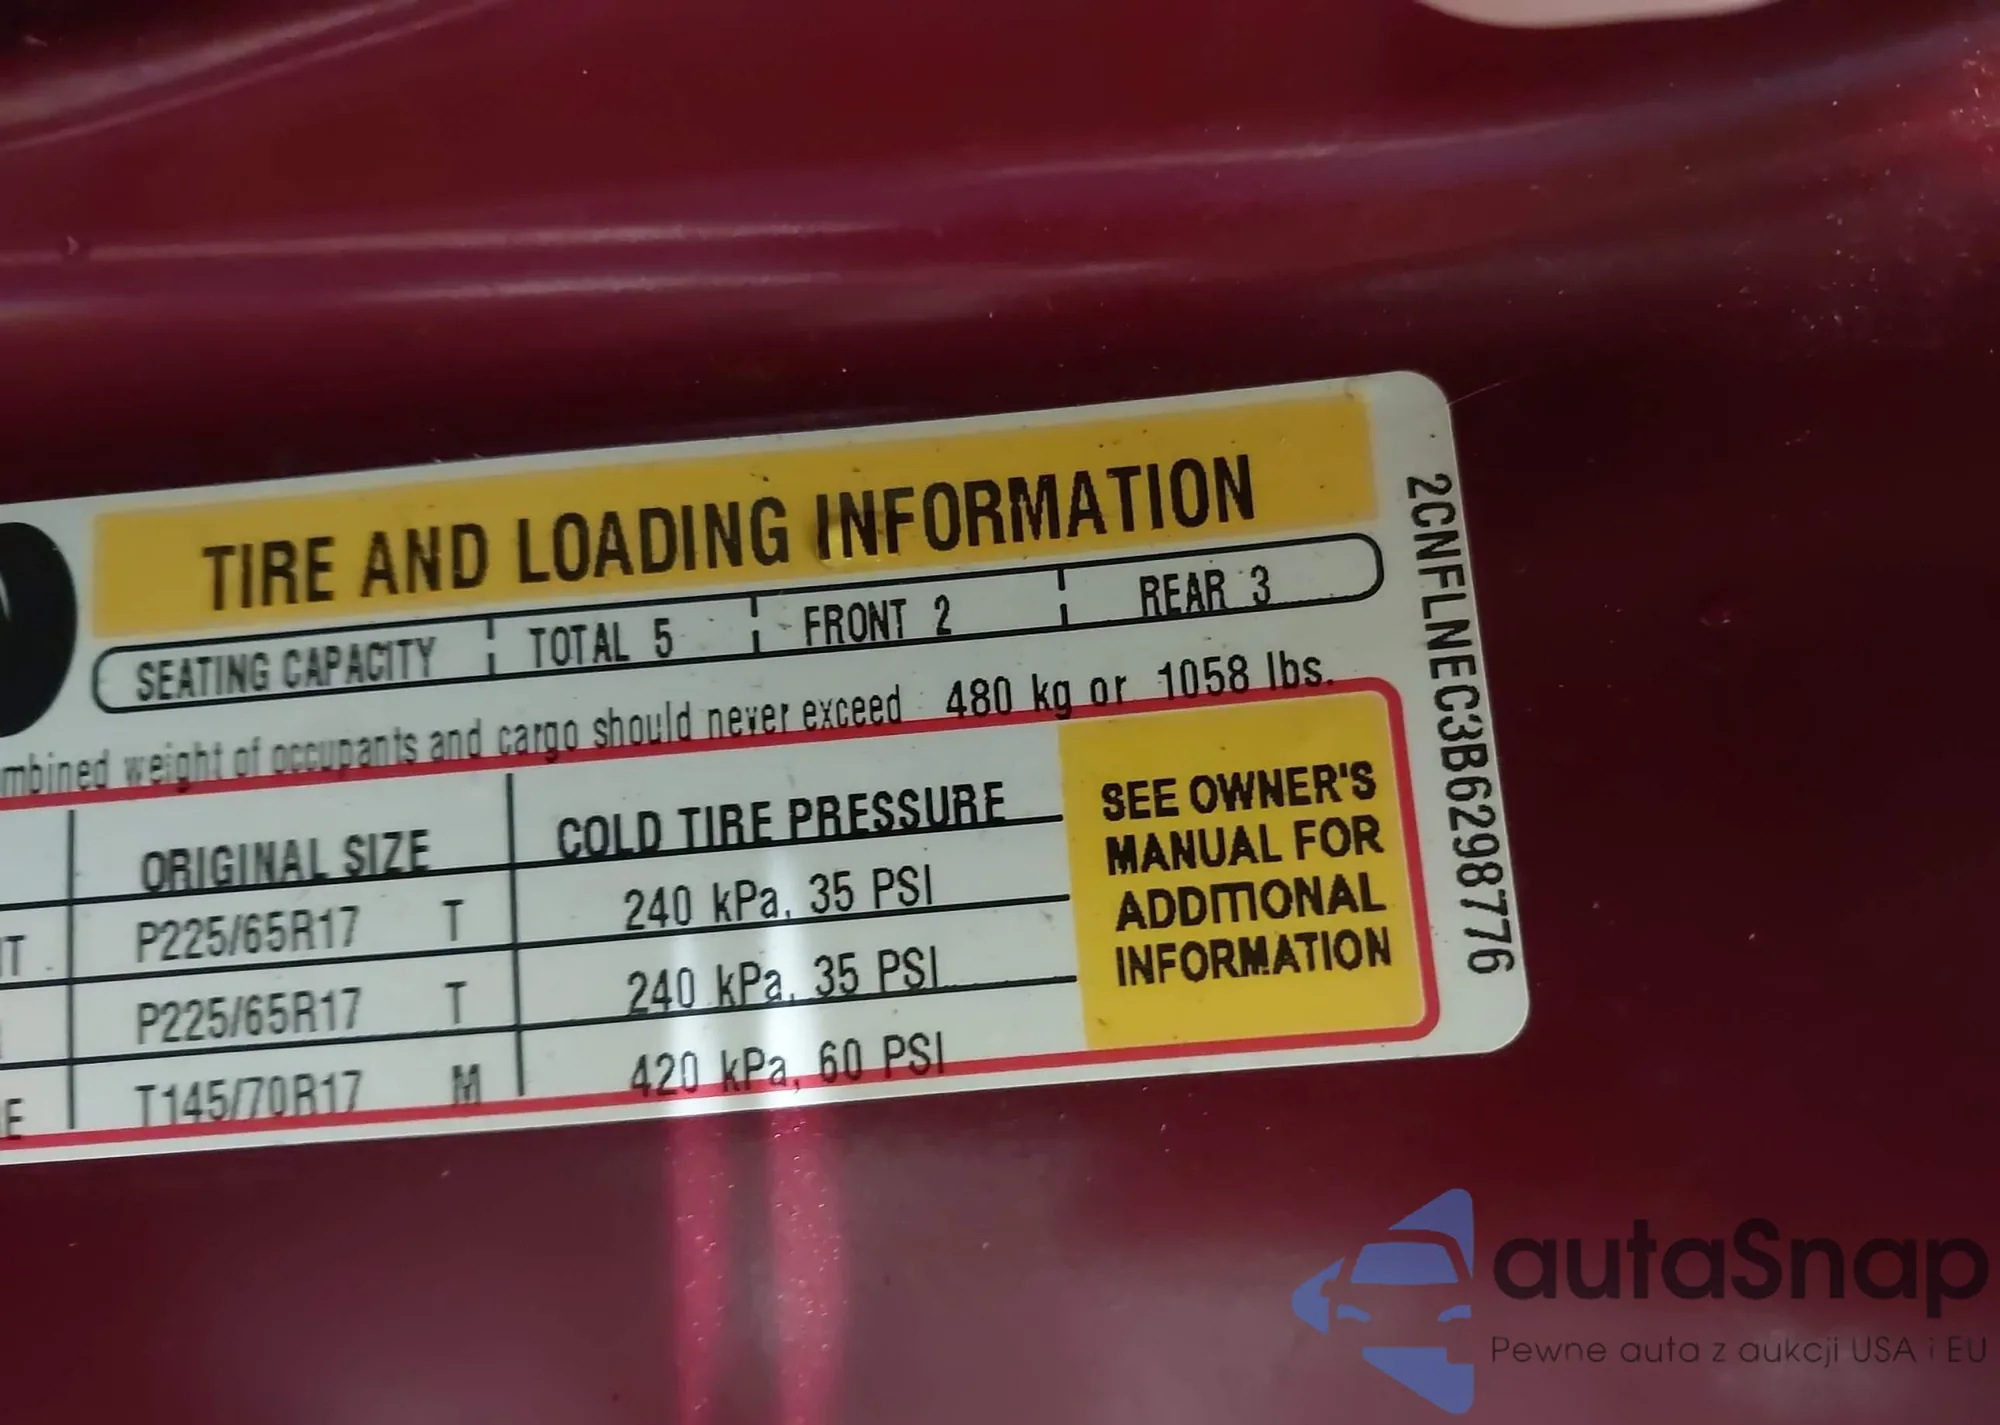 TIRE AND LOADING INFORMATION
SEATING CAPACITY TOTAL 5 FRONT 2 REAR 3
mbined weight of occupants and cargo should never exceed 480 kg or 1058 lbs.
ORIGINAL SIZE COLD TIRE PRESSURE
P225/65R17 T 240 kPa, 35 PSI
P225/65R17 T 240 kPa, 35 PSI
T145/70R17 M 420 kPa, 60 PSI
SEE OWNER'S
MANUAL FOR
ADDITIONAL
INFORMATION
2CNFLNEC3B6298776
autaSnap
Pewne auta z aukcji USA i EU